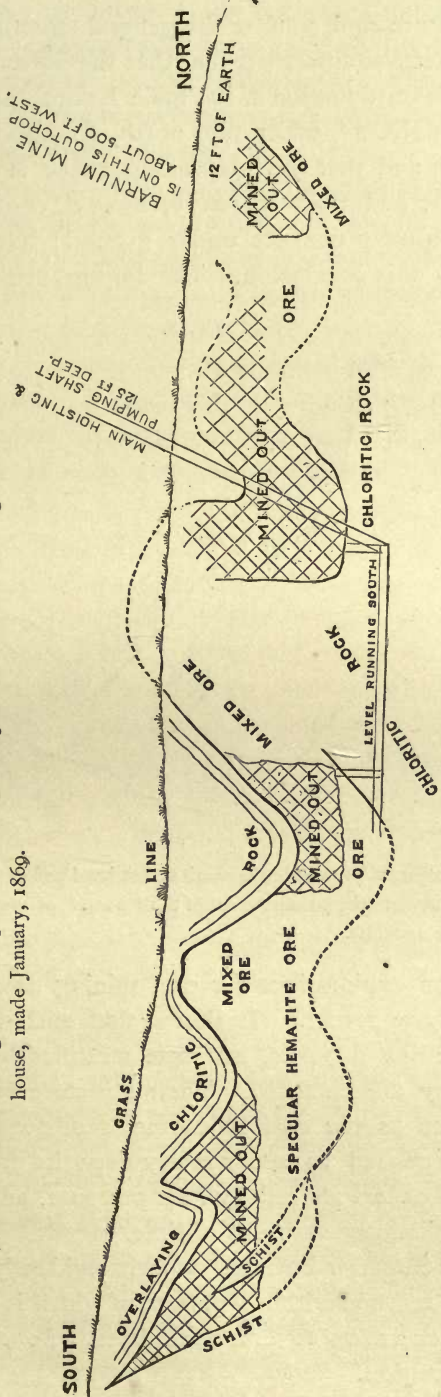 house, made January, 1869.
SOUTH
NORTH
BARNUM MINE
IS ON THIS OUTCROP
ABOUT 500 FT WEST.
MAIN HOISTING &
PUMPING SHAFT
125 FT DEEP.
12 FT OF EARTH
GRASS
LINE
OVERLAYING
CHLORITIC
ROCK
MIXED ORE
MINED OUT
MINED
OUT
MIXED ORE
ORE
MINED OUT
SCHIST
SCHIST
MIXED
ORE
SPECULAR HEMATITE ORE
MINED OUT
ORE
CHLORITIC
ROCK
LEVEL RUNNING SOUTH
CHLORITIC ROCK